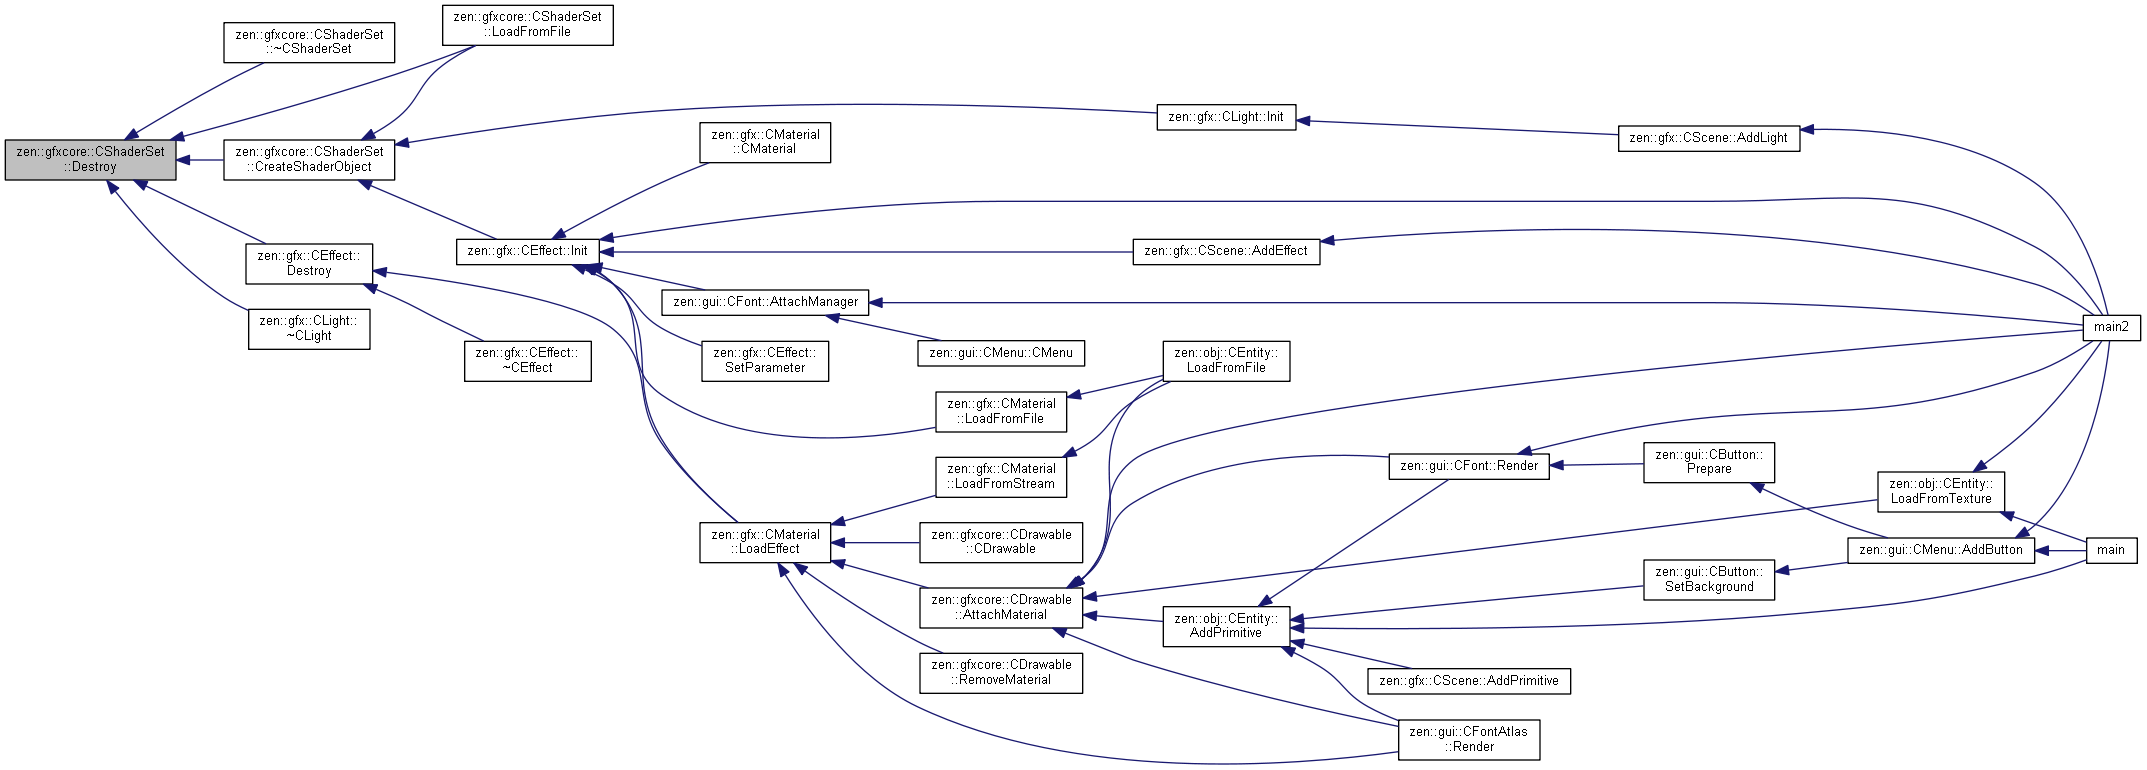 zen::gfxcore::CShaderSet
::Destroy
zen::gfxcore::CShaderSet
::~CShaderSet
zen::gfxcore::CShaderSet
::LoadFromFile
zen::gfxcore::CShaderSet
::CreateShaderObject
zen::gfx::CEffect::
Destroy
zen::gfx::CLight::
~CLight
zen::gfx::CEffect::Init
zen::gfx::CEffect::
~CEffect
zen::gfx::CMaterial
::CMaterial
zen::gui::CFont::AttachManager
zen::gfx::CEffect::
SetParameter
zen::gfx::CMaterial
::LoadEffect
zen::gui::CMenu::CMenu
zen::gfx::CMaterial
::LoadFromFile
zen::gfx::CMaterial
::LoadFromStream
zen::gfxcore::CDrawable
::CDrawable
zen::gfxcore::CDrawable
::AttachMaterial
zen::gfxcore::CDrawable
::RemoveMaterial
zen::gfx::CLight::Init
zen::gfx::CScene::AddEffect
zen::obj::CEntity::
LoadFromFile
zen::obj::CEntity::
AddPrimitive
zen::gui::CFont::Render
zen::gfx::CScene::AddPrimitive
zen::gui::CFontAtlas
::Render
zen::gfx::CScene::AddLight
zen::gui::CButton::
Prepare
zen::gui::CButton::
SetBackground
zen::obj::CEntity::
LoadFromTexture
zen::gui::CMenu::AddButton
main2
main